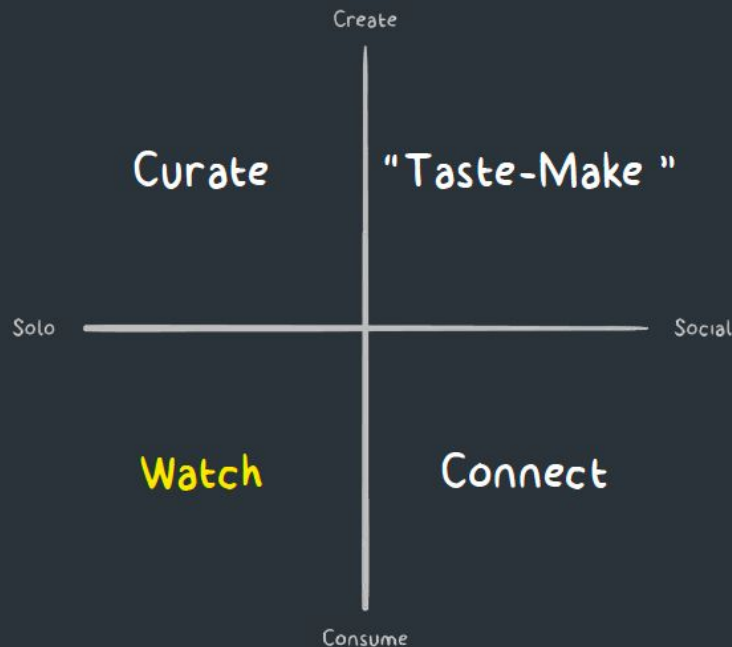 Create
Curate
"Taste-Make "
Solo
Social
Watch
Connect
Consume